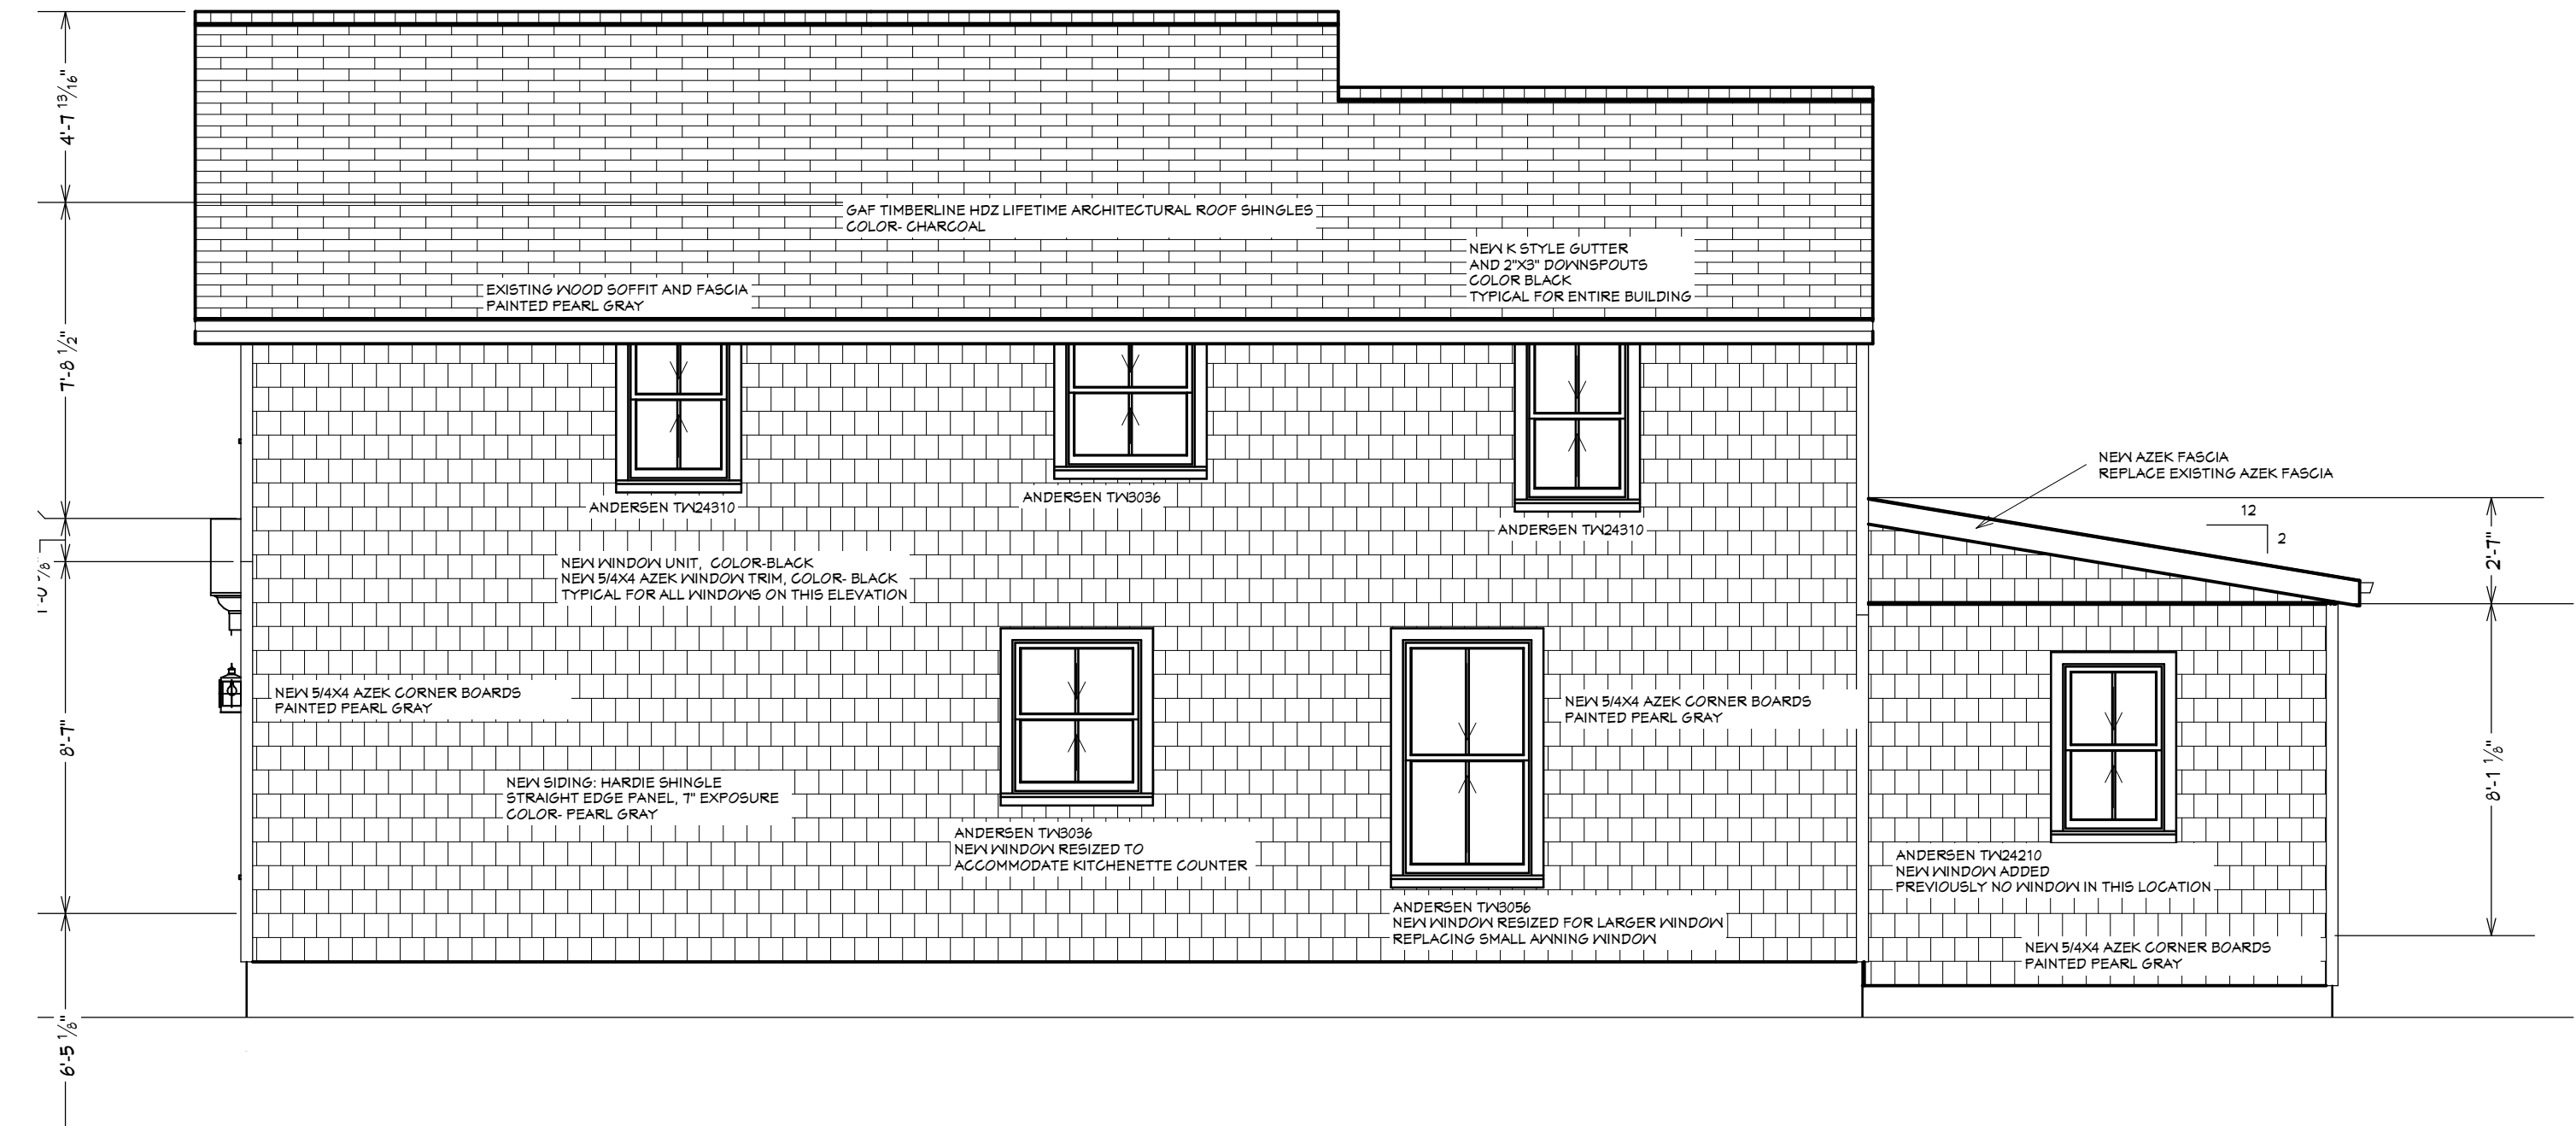 4'-7 13/16"
GAF TIMBERLINE HDZ LIFETIME ARCHITECTURAL ROOF SHINGLES
COLOR- CHARCOAL
NEW K STYLE GUTTER
AND 2"X3" DOWNSPOUTS
COLOR BLACK
TYPICAL FOR ENTIRE BUILDING
EXISTING WOOD SOFFIT AND FASCIA
PAINTED PEARL GRAY
7'-8 1/2"
ANDERSEN TW24310
ANDERSEN TW3036
ANDERSEN TW24310
NEW AZEK FASCIA
REPLACE EXISTING AZEK FASCIA
12
2
2'-7"
NEW WINDOW UNIT, COLOR-BLACK
NEW 5/4X4 AZEK WINDOW TRIM, COLOR- BLACK
TYPICAL FOR ALL WINDOWS ON THIS ELEVATION
NEW 5/4X4 AZEK CORNER BOARDS
PAINTED PEARL GRAY
NEW 5/4X4 AZEK CORNER BOARDS
PAINTED PEARL GRAY
8'-7"
8'-1 1/8"
NEW SIDING: HARDIE SHINGLE
STRAIGHT EDGE PANEL, 7" EXPOSURE
COLOR- PEARL GRAY
ANDERSEN TW3036
NEW WINDOW RESIZED TO
ACCOMMODATE KITCHENETTE COUNTER
ANDERSEN TW24210
NEW WINDOW ADDED
PREVIOUSLY NO WINDOW IN THIS LOCATION
ANDERSEN TW3056
NEW WINDOW RESIZED FOR LARGER WINDOW
REPLACING SMALL AWNING WINDOW
NEW 5/4X4 AZEK CORNER BOARDS
PAINTED PEARL GRAY
6'-5 1/8"